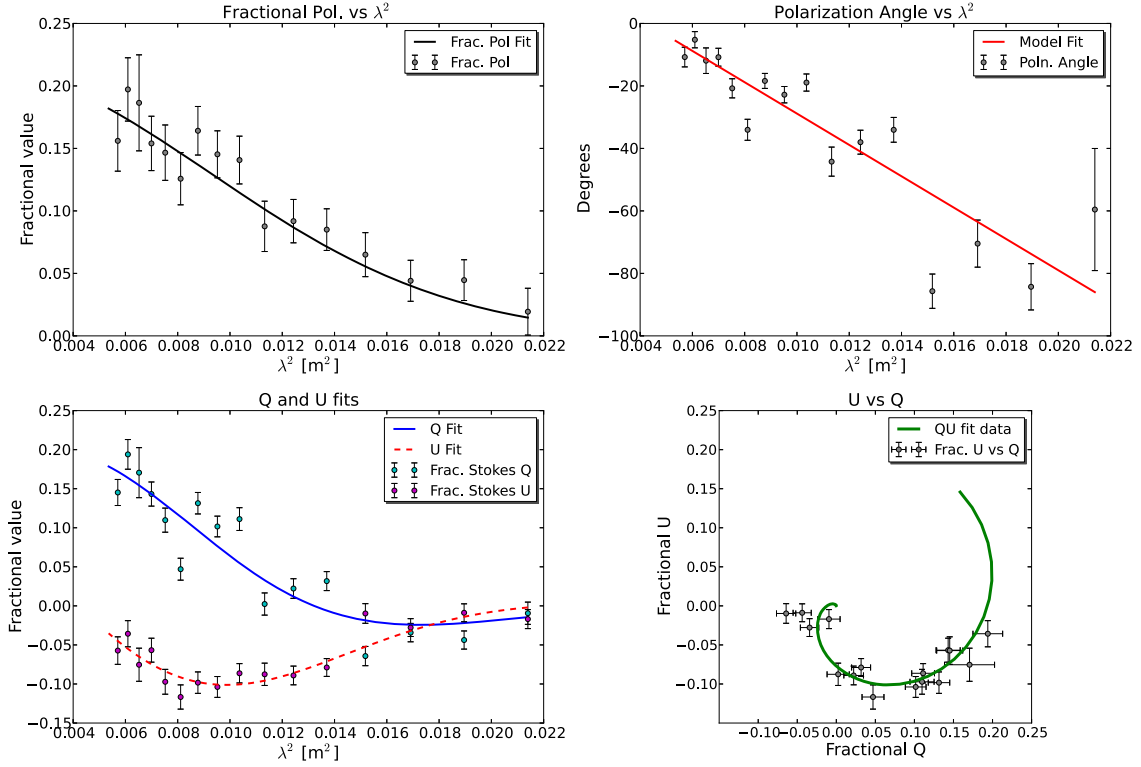 Fractional Pol. vs λ²
Frac. Pol Fit
Frac. Pol
Fractional value
0.25
0.20
0.15
0.10
0.05
0.00
0.004 0.006 0.008 0.010 0.012 0.014 0.016 0.018 0.020 0.022
λ² [m²]
Polarization Angle vs λ²
Model Fit
Poln. Angle
Degrees
0
−20
−40
−60
−80
−100
0.004 0.006 0.008 0.010 0.012 0.014 0.016 0.018 0.020 0.022
λ² [m²]
Q and U fits
Q Fit
U Fit
Frac. Stokes Q
Frac. Stokes U
Fractional value
0.25
0.20
0.15
0.10
0.05
0.00
−0.05
−0.10
−0.15
0.004 0.006 0.008 0.010 0.012 0.014 0.016 0.018 0.020 0.022
λ² [m²]
U vs Q
QU fit data
Frac. U vs Q
Fractional U
0.25
0.20
0.15
0.10
0.05
0.00
−0.05
−0.10
−0.15
−0.10 −0.05 0.00 0.05 0.10 0.15 0.20 0.25
Fractional Q